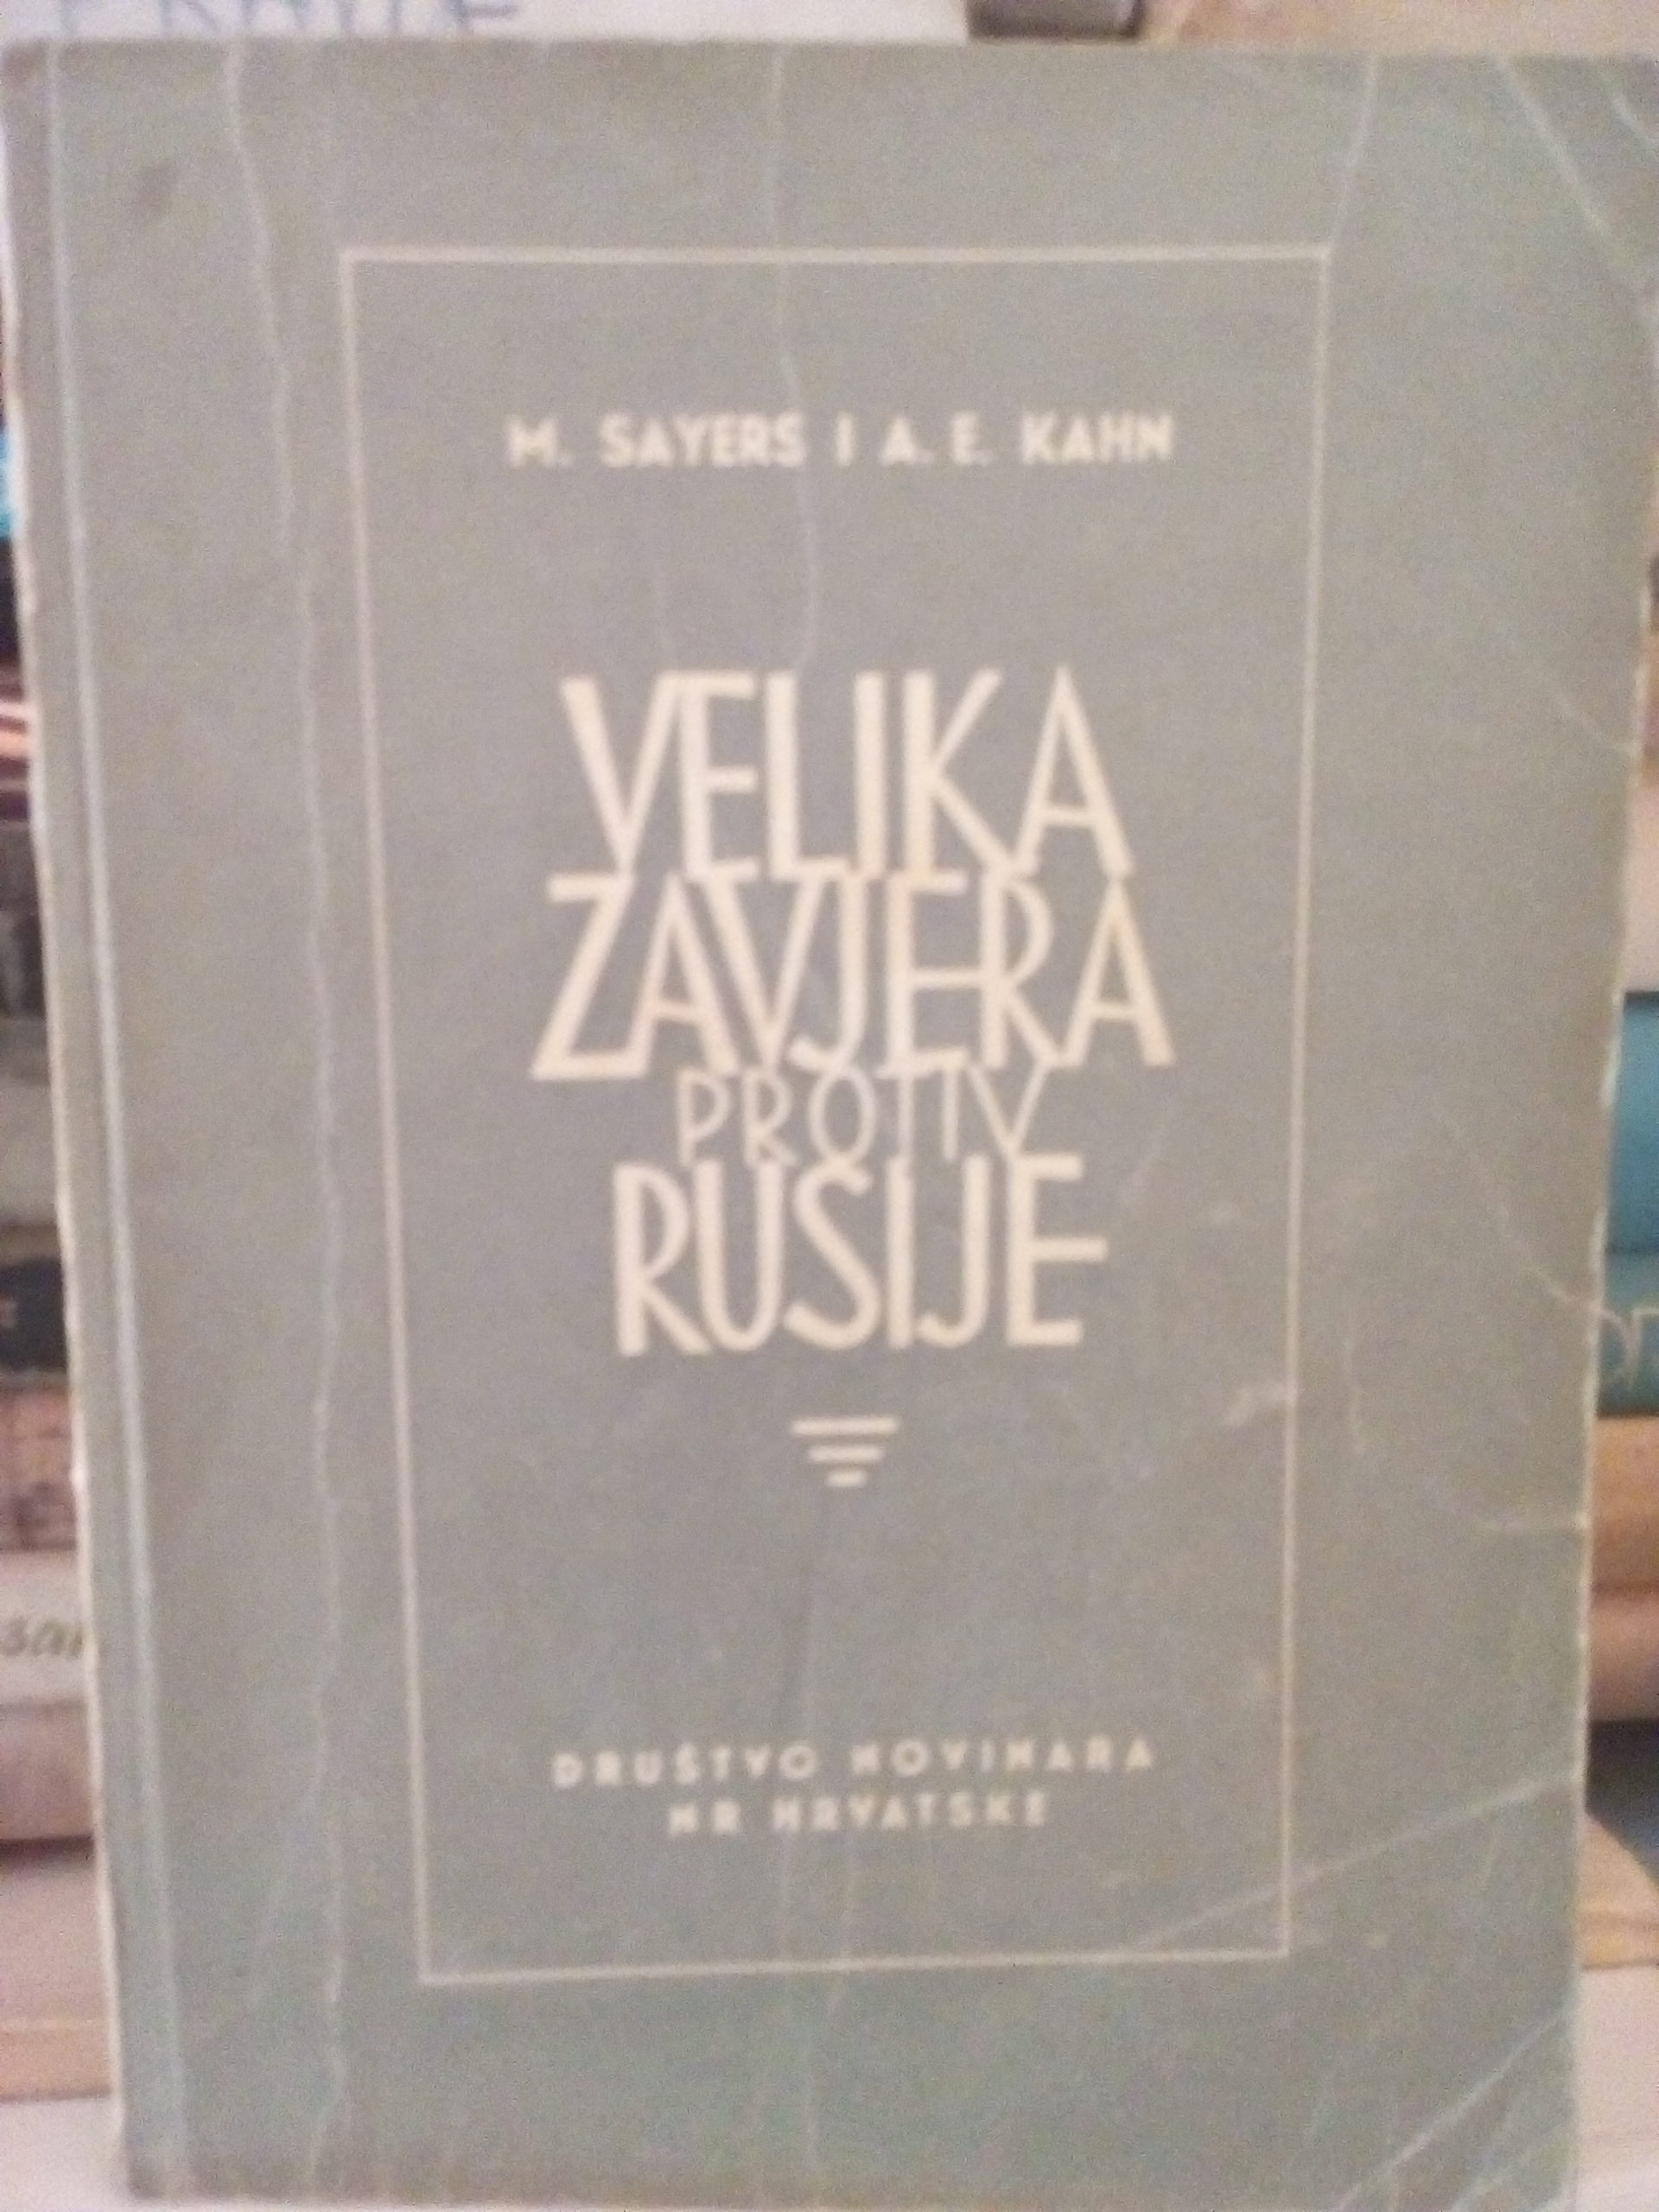 M. SAYERS I A. E. KAHN
VELIKA
ZAVJERA
PROTIV
RUSIJE
DRUŠTVO NOVINARA
NR HRVATSKE